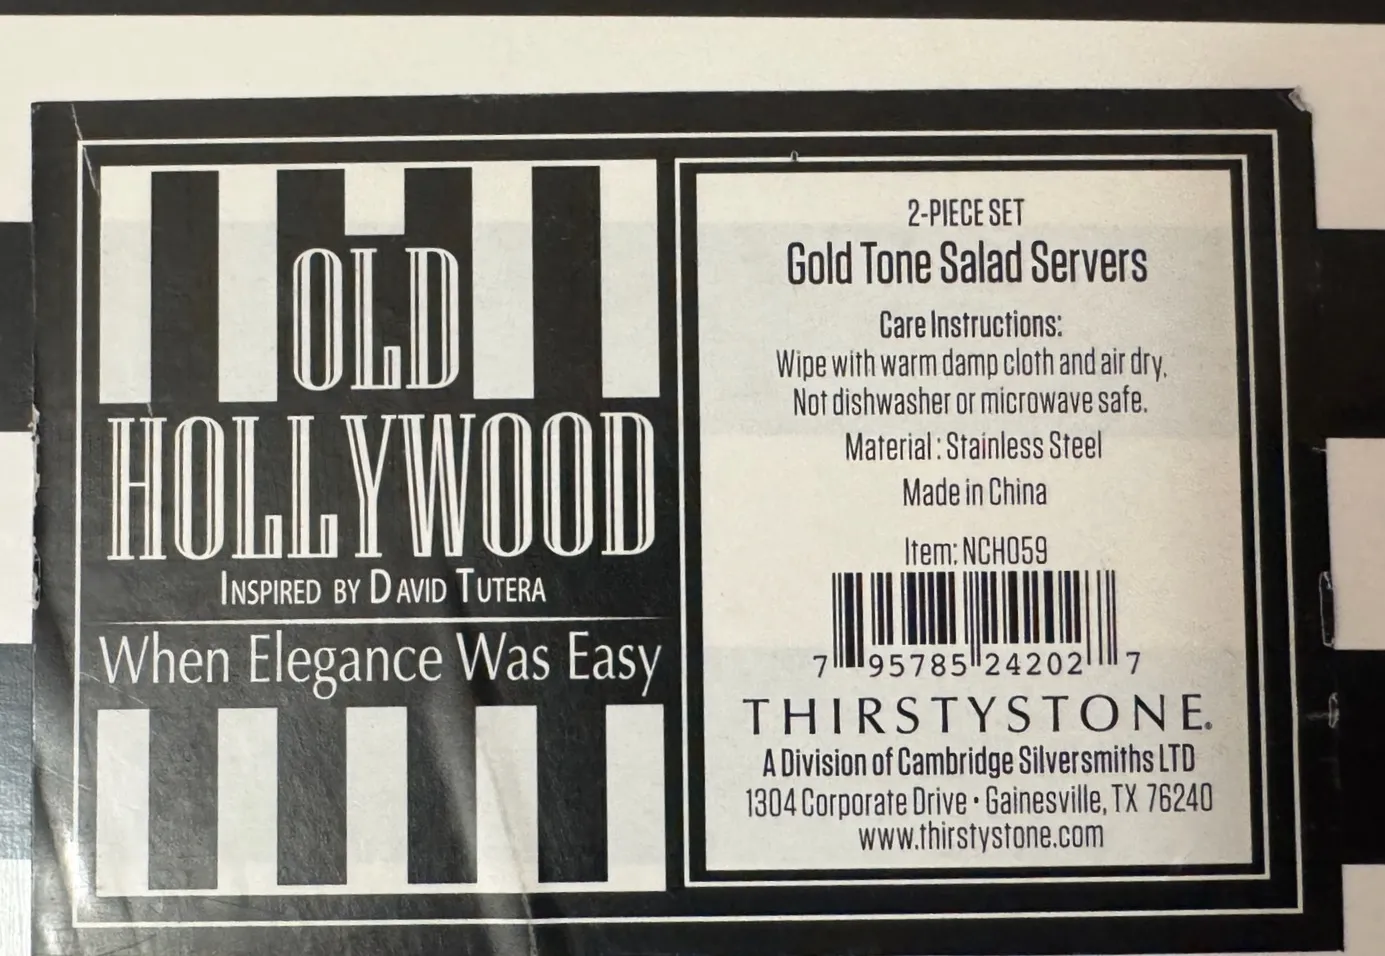 OLD
HOLLYWOOD
INSPIRED BY DAVID TUTERA
When Elegance Was Easy
2-PIECE SET
Gold Tone Salad Servers
Care Instructions:
Wipe with warm damp cloth and air dry.
Not dishwasher or microwave safe.
Material: Stainless Steel
Made in China
Item: NCH059
7 95785 24202 7
THIRSTYSTONE®
A Division of Cambridge Silversmiths LTD
1304 Corporate Drive • Gainesville, TX 76240
www.thirstystone.com